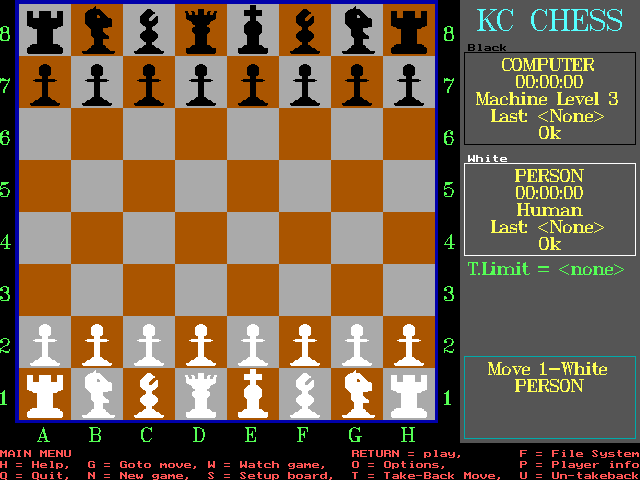 KC CHESS
Black
COMPUTER
00:00:00
Machine Level 3
Last: <None>
Ok
White
PERSON
00:00:00
Human
Last: <None>
Ok
T.Limit = <none>
Move 1-White
PERSON
8 8
7 7
6 6
5 5
4 4
3 3
2 2
1 1
A B C D E F G H
MAIN MENU RETURN = play, F = File System
H = Help, G = Goto move, W = Watch game, O = Options, P = Player info
Q = Quit, N = New game, S = Setup board, T = Take-Back Move, U = Un-takeback